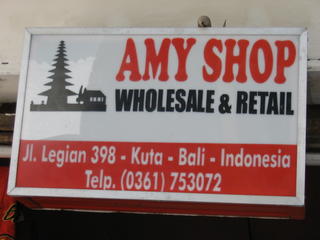 AMY SHOP
WHOLESALE & RETAIL
Jl. Legian 398 - Kuta - Bali - Indonesia
Telp. (0361) 753072